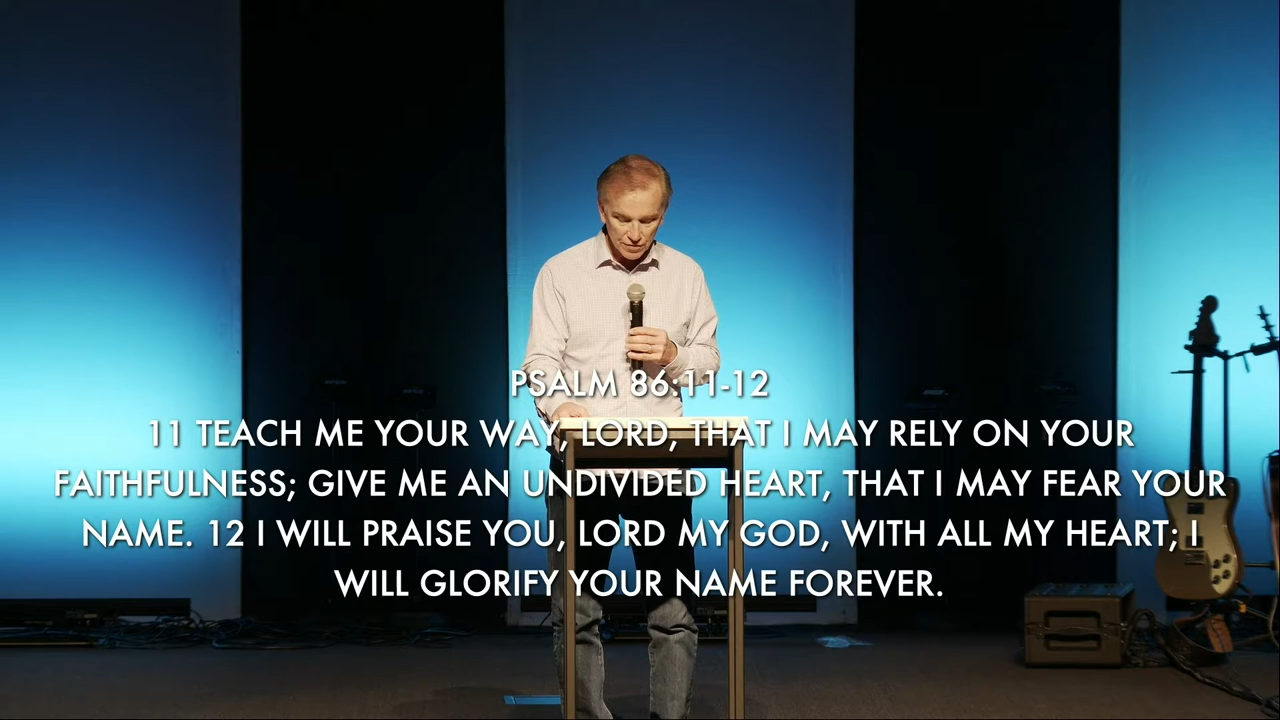 PSALM 86:11-12
11 TEACH ME YOUR WAY, LORD, THAT I MAY RELY ON YOUR
FAITHFULNESS; GIVE ME AN UNDIVIDED HEART, THAT I MAY FEAR YOUR
NAME. 12 I WILL PRAISE YOU, LORD MY GOD, WITH ALL MY HEART; I
WILL GLORIFY YOUR NAME FOREVER.